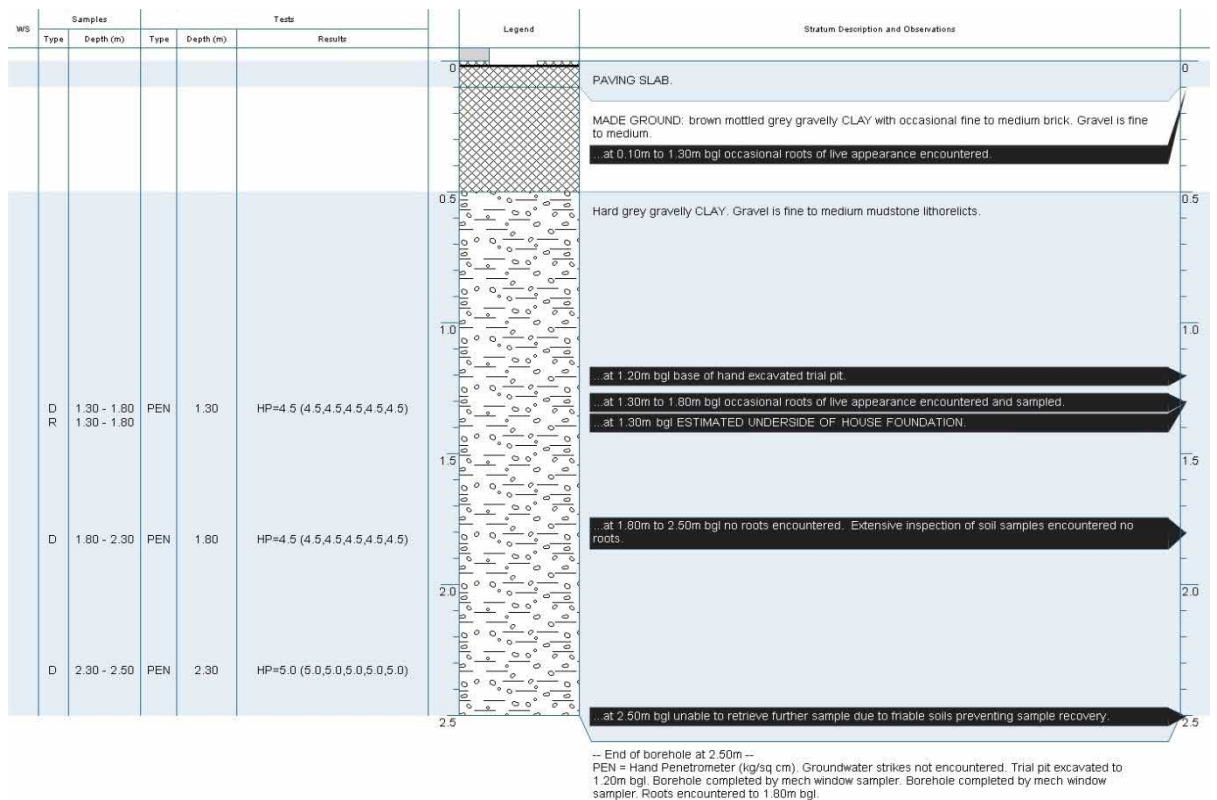 Samples Tests
WS Legend Stratum Description and Observations
Type Depth (m) Type Depth (m) Results
0 0
PAVING SLAB.
MADE GROUND: brown mottled grey gravelly CLAY with occasional fine to medium brick. Gravel is fine
to medium.
...at 0.10m to 1.30m bgl occasional roots of live appearance encountered.
0.5 0.5
Hard grey gravelly CLAY. Gravel is fine to medium mudstone lithorelicts.
1.0 1.0
...at 1.20m bgl base of hand excavated trial pit.
D 1.30 - 1.80 PEN 1.30 HP=4.5 (4.5,4.5,4.5,4.5,4.5) ...at 1.30m to 1.80m bgl occasional roots of live appearance encountered and sampled.
R 1.30 - 1.80 ...at 1.30m bgl ESTIMATED UNDERSIDE OF HOUSE FOUNDATION.
1.5 1.5
...at 1.80m to 2.50m bgl no roots encountered. Extensive inspection of soil samples encountered no
roots.
D 1.80 - 2.30 PEN 1.80 HP=4.5 (4.5,4.5,4.5,4.5,4.5)
2.0 2.0
D 2.30 - 2.50 PEN 2.30 HP=5.0 (5.0,5.0,5.0,5.0,5.0)
2.5 ...at 2.50m bgl unable to retrieve further sample due to friable soils preventing sample recovery. 2.5
-- End of borehole at 2.50m --
PEN = Hand Penetrometer (kg/sq cm). Groundwater strikes not encountered. Trial pit excavated to
1.20m bgl. Borehole completed by mech window sampler. Borehole completed by mech window
sampler. Roots encountered to 1.80m bgl.